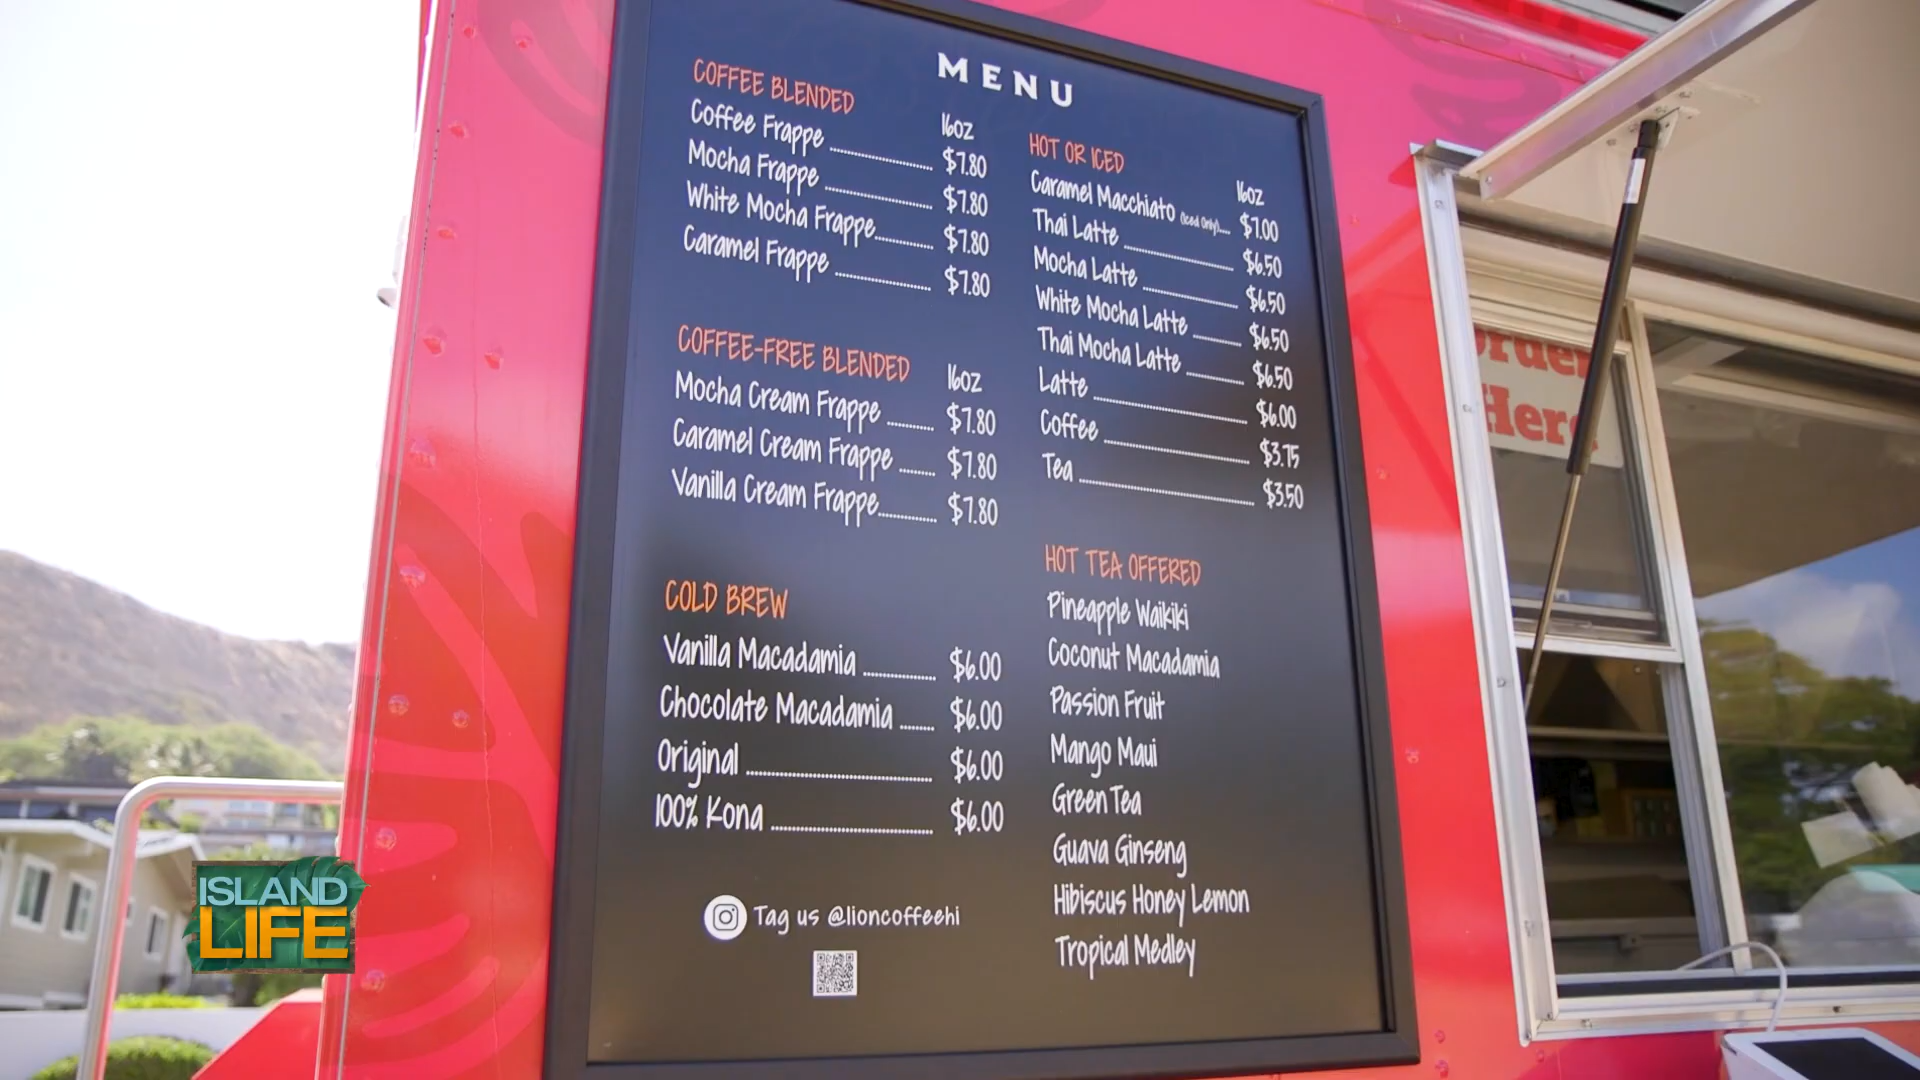 MENU
COFFEE BLENDED
16oz
Coffee Frappe ........ $7.80
Mocha Frappe ........ $7.80
White Mocha Frappe ........ $7.80
Caramel Frappe ........ $7.80
COFFEE-FREE BLENDED
16oz
Mocha Cream Frappe ........ $7.80
Caramel Cream Frappe ........ $7.80
Vanilla Cream Frappe ........ $7.80
COLD BREW
Vanilla Macadamia ........ $6.00
Chocolate Macadamia ........ $6.00
Original ........ $6.00
100% Kona ........ $6.00
Tag us @lioncoffeehi
HOT OR ICED
16oz
Caramel Macchiato (Iced Only) ........ $7.00
Thai Latte ........ $6.50
Mocha Latte ........ $6.50
White Mocha Latte ........ $6.50
Thai Mocha Latte ........ $6.50
Latte ........ $6.00
Coffee ........ $3.75
Tea ........ $3.50
HOT TEA OFFERED
Pineapple Waikiki
Coconut Macadamia
Passion Fruit
Mango Maui
Green Tea
Guava Ginseng
Hibiscus Honey Lemon
Tropical Medley
Order
Here
ISLAND
LIFE